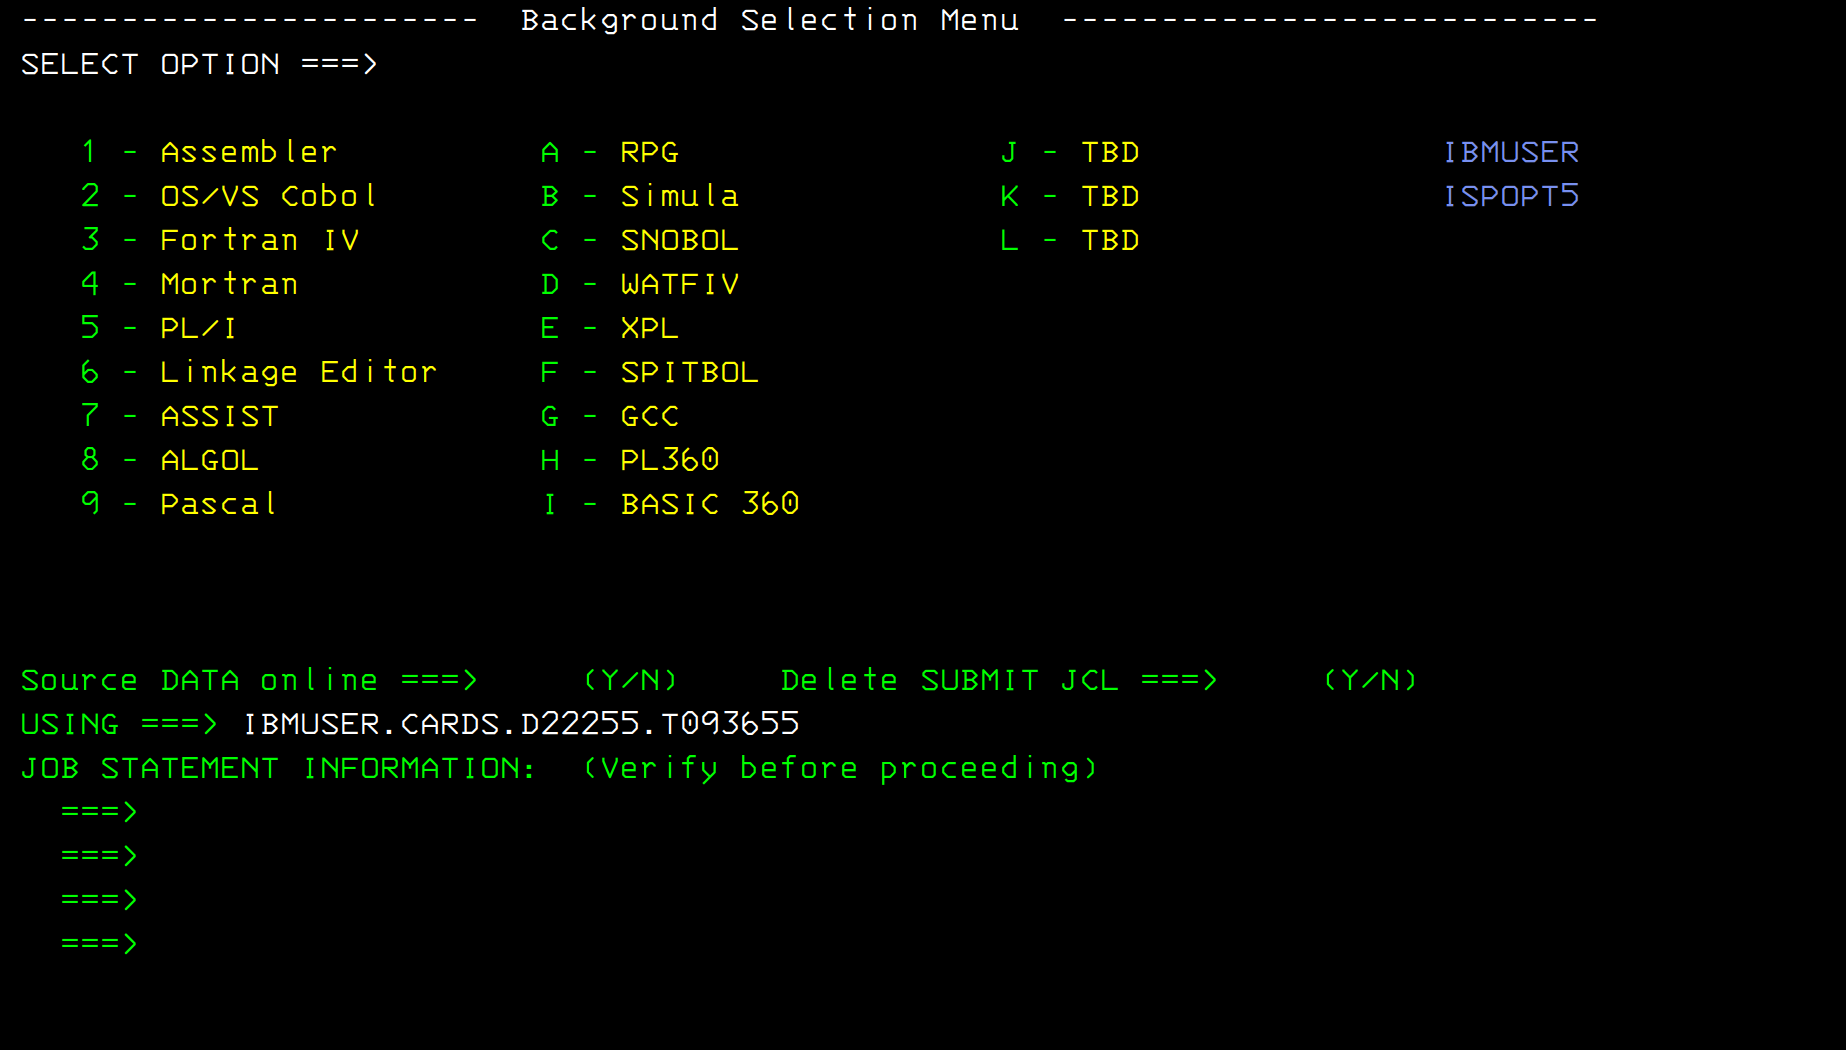 -----------------------  Background Selection Menu  ---------------------------
SELECT OPTION ===>
1 - Assembler          A - RPG                J - TBD               IBMUSER
2 - OS/VS Cobol        B - Simula             K - TBD               ISPOPT5
3 - Fortran IV         C - SNOBOL             L - TBD
4 - Mortran            D - WATFIV
5 - PL/I               E - XPL
6 - Linkage Editor     F - SPITBOL
7 - ASSIST             G - GCC
8 - ALGOL              H - PL360
9 - Pascal             I - BASIC 360
Source DATA online ===>     (Y/N)     Delete SUBMIT JCL ===>     (Y/N)
USING ===> IBMUSER.CARDS.D22255.T093655
JOB STATEMENT INFORMATION:  (Verify before proceeding)
===>
===>
===>
===>